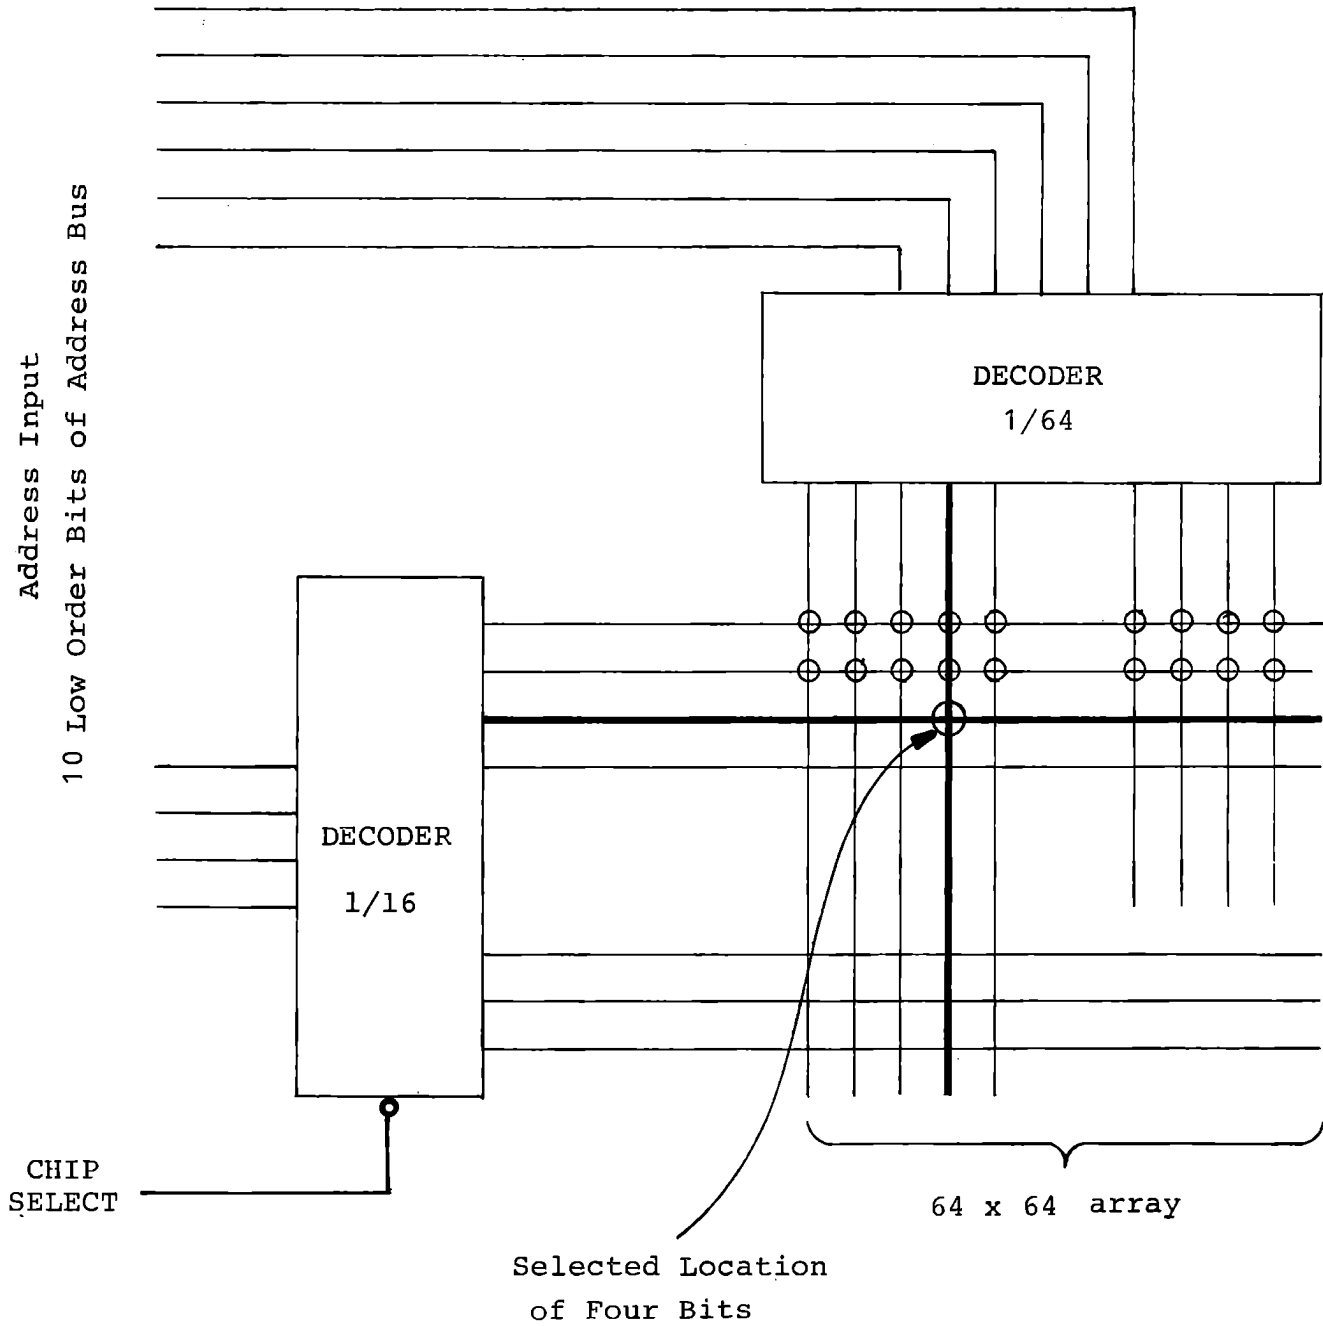 Address Input
10 Low Order Bits of Address Bus
DECODER
1/64
DECODER
1/16
CHIP
SELECT
64 x 64 array
Selected Location
of Four Bits